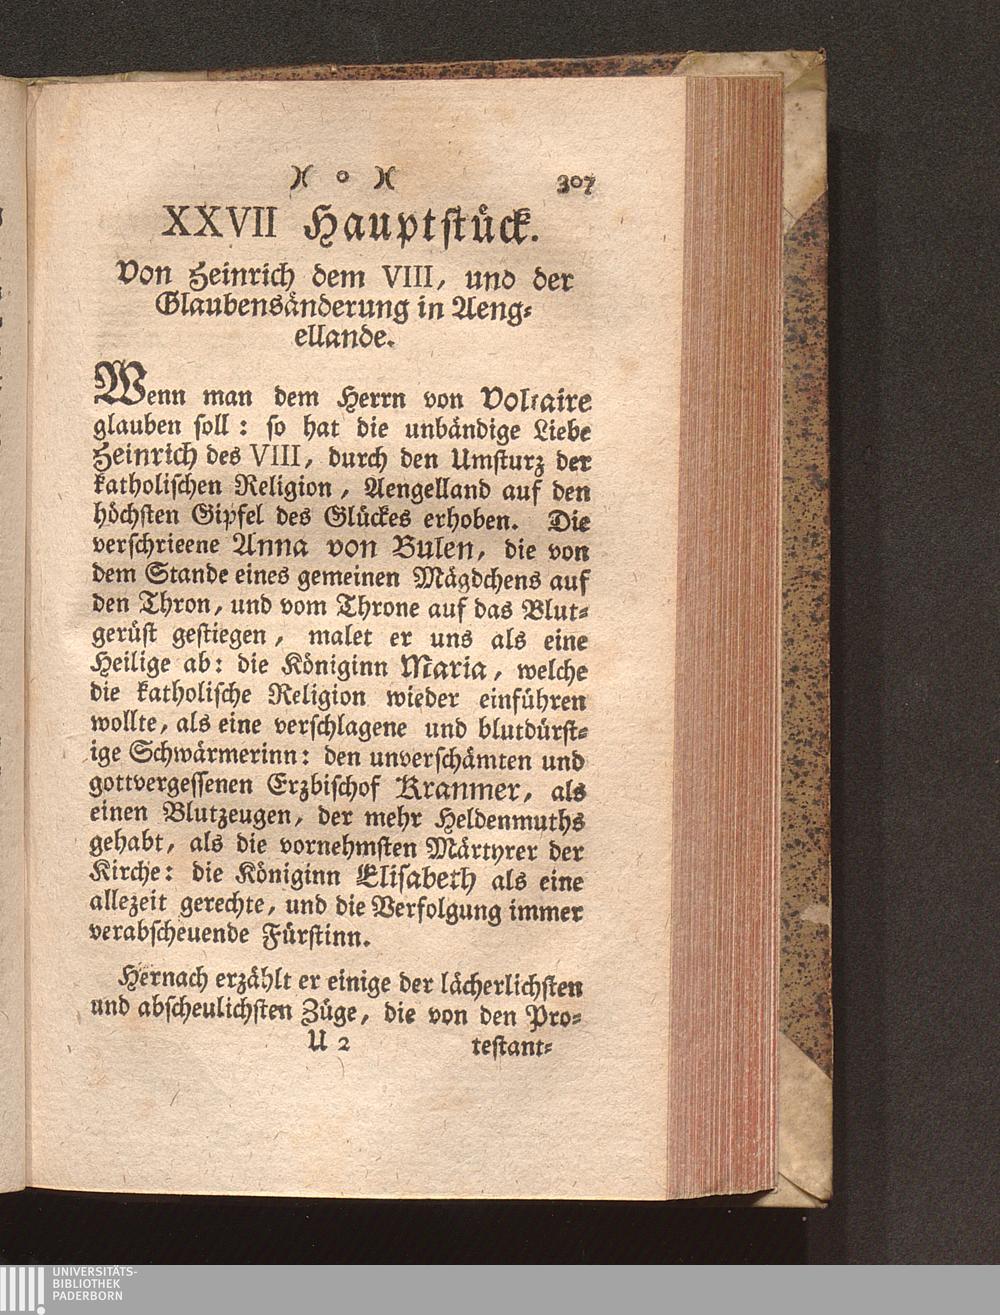 )( o )( 307
XXVII Hauptstück.
Von Heinrich dem VIII, und der
Glaubensänderung in Aeng-
ellande.
Wenn man dem Herrn von Voltaire
glauben soll: so hat die unbändige Liebe
Heinrich des VIII, durch den Umsturz der
katholischen Religion, Aengelland auf den
höchsten Gipfel des Glückes erhoben. Die
verschrieene Anna von Bulen, die von
dem Stande eines gemeinen Mägdchens auf
den Thron, und vom Throne auf das Blut-
gerüst gestiegen, malet er uns als eine
Heilige ab: die Königinn Maria, welche
die katholische Religion wieder einführen
wollte, als eine verschlagene und blutdürst-
ige Schwärmerinn: den unverschämten und
gottvergessenen Erzbischof Kranmer, als
einen Blutzeugen, der mehr Heldenmuths
gehabt, als die vornehmsten Märtyrer der
Kirche: die Königinn Elisabeth als eine
allezeit gerechte, und die Verfolgung immer
verabscheuende Fürstinn.
Hernach erzählt er einige der lächerlichsten
und abscheulichsten Züge, die von den Pro-
U 2 testant-
UNIVERSITÄTS-
BIBLIOTHEK
PADERBORN